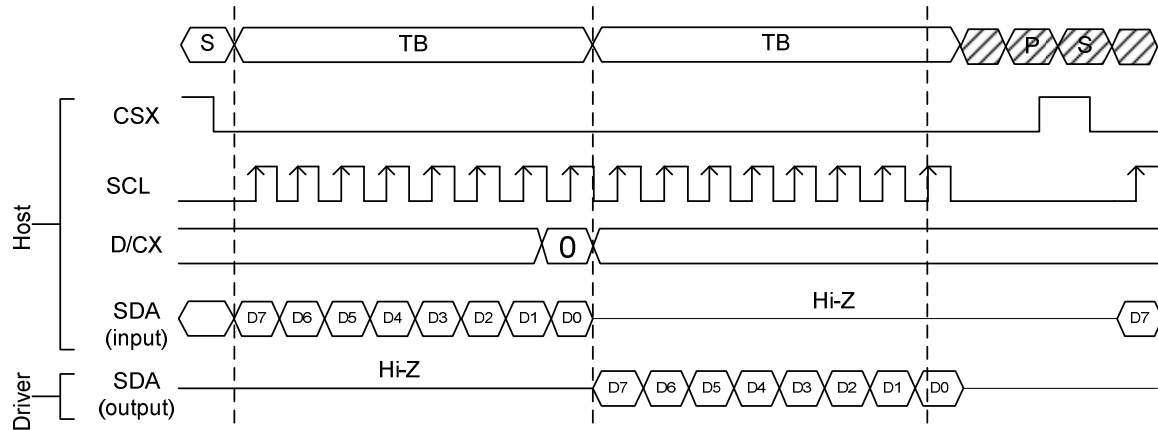 S TB TB P S
CSX
SCL
D/CX 0
SDA
(input)
D7 D6 D5 D4 D3 D2 D1 D0 Hi-Z D7
SDA
(output)
Hi-Z D7 D6 D5 D4 D3 D2 D1 D0
Host
Driver